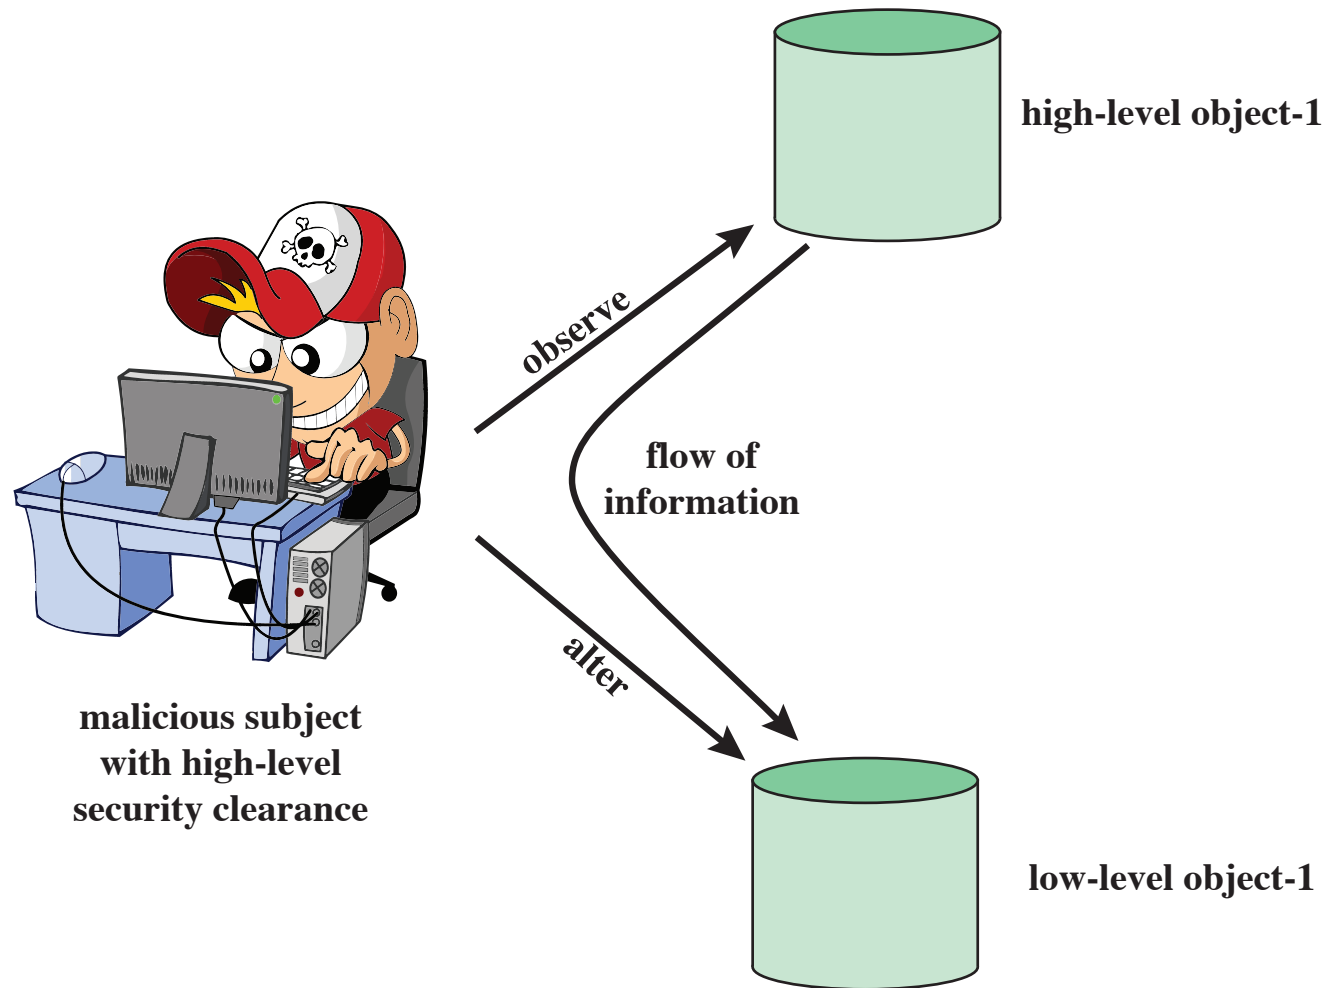 high-level object-1
observe
flow of
information
alter
malicious subject
with high-level
security clearance
low-level object-1